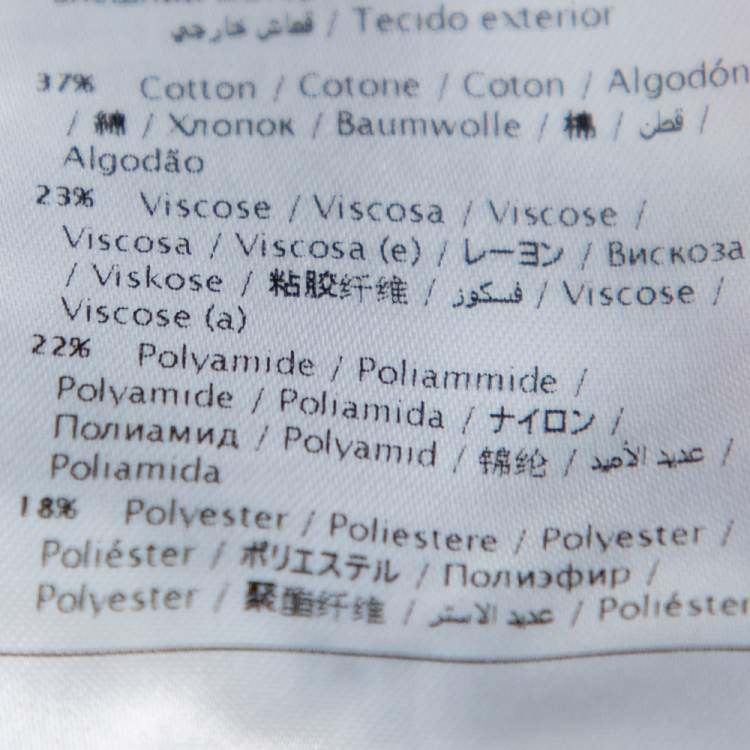 قماش خارجي / Tecido exterior
37% Cotton / Cotone / Coton / Algodón
/ 綿 / Хлопок / Baumwolle / 棉 / قطن /
Algodão
23% Viscose / Viscosa / Viscose /
Viscosa / Viscosa (e) / レーヨン / Вискоза
/ Viskose / 粘胶纤维 / فسكوز / Viscose /
Viscose (a)
22% Polyamide / Poliammide /
Polyamide / Poliamida / ナイロン /
Полиамид / Polyamid / 锦纶 / عديد الأميد /
Poliamida
18% Polyester / Poliestere / Polyester /
Poliéster / ポリエステル / Полиэфир /
Polyester / 聚酯纤维 / عديد الاستر / Poliéster